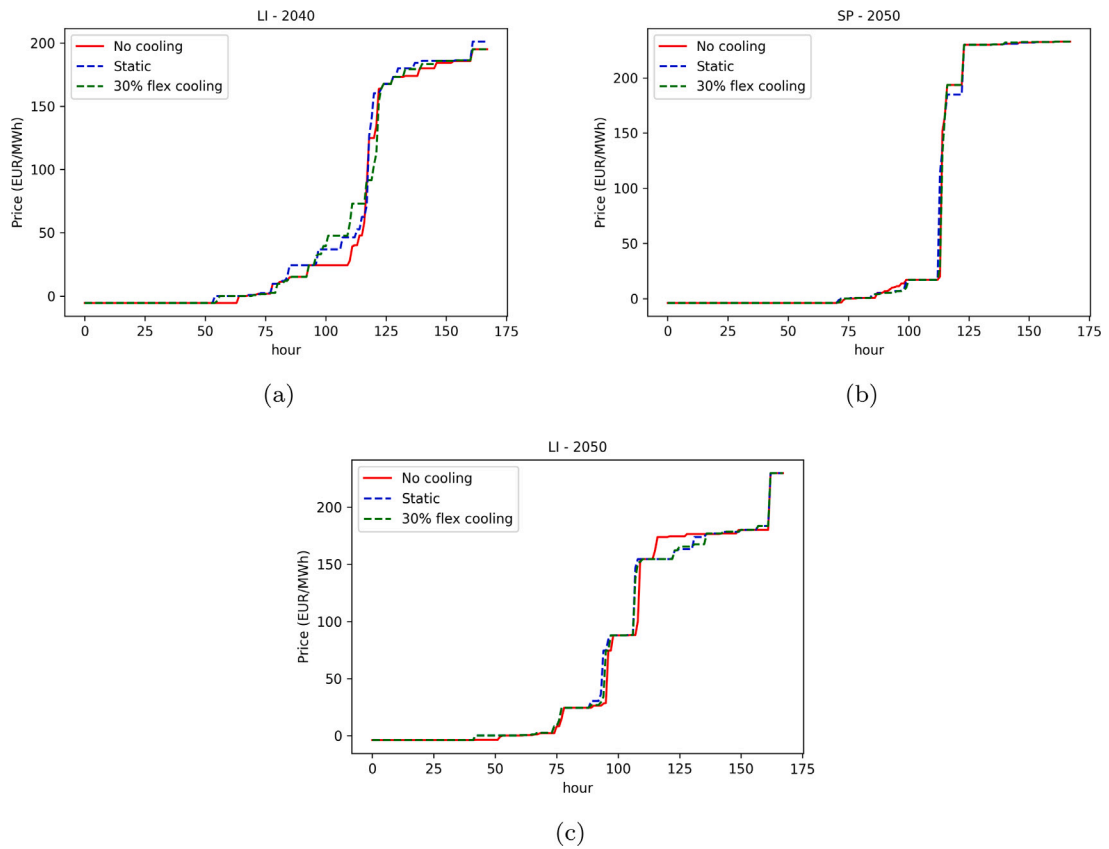 LI - 2040
200
150
100
50
0
Price (EUR/MWh)
No cooling
Static
30% flex cooling
0 25 50 75 100 125 150 175
hour
(a)
SP - 2050
200
150
100
50
0
Price (EUR/MWh)
No cooling
Static
30% flex cooling
0 25 50 75 100 125 150 175
hour
(b)
LI - 2050
200
150
100
50
0
Price (EUR/MWh)
No cooling
Static
30% flex cooling
0 25 50 75 100 125 150 175
hour
(c)